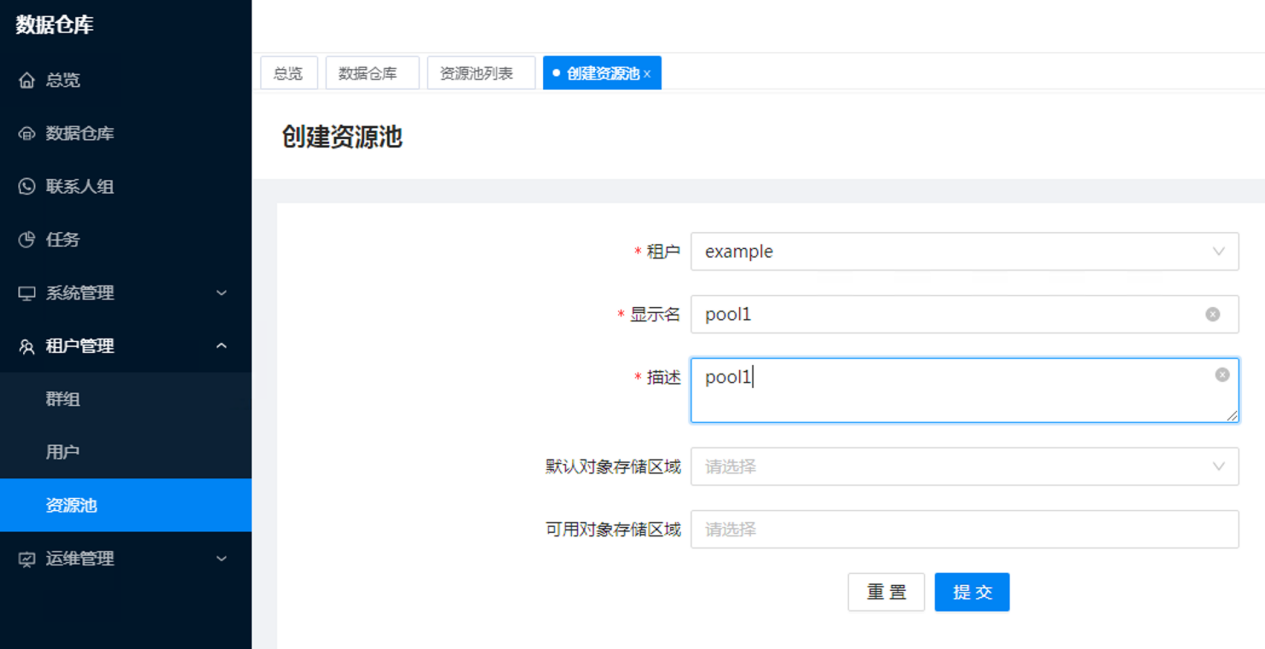 数据仓库
总览
数据仓库
联系人组
任务
系统管理
租户管理
群组
用户
资源池
运维管理
总览 数据仓库 资源池列表 创建资源池 x
创建资源池
* 租户 example
* 显示名 pool1
* 描述 pool1
默认对象存储区域 请选择
可用对象存储区域 请选择
重 置 提 交